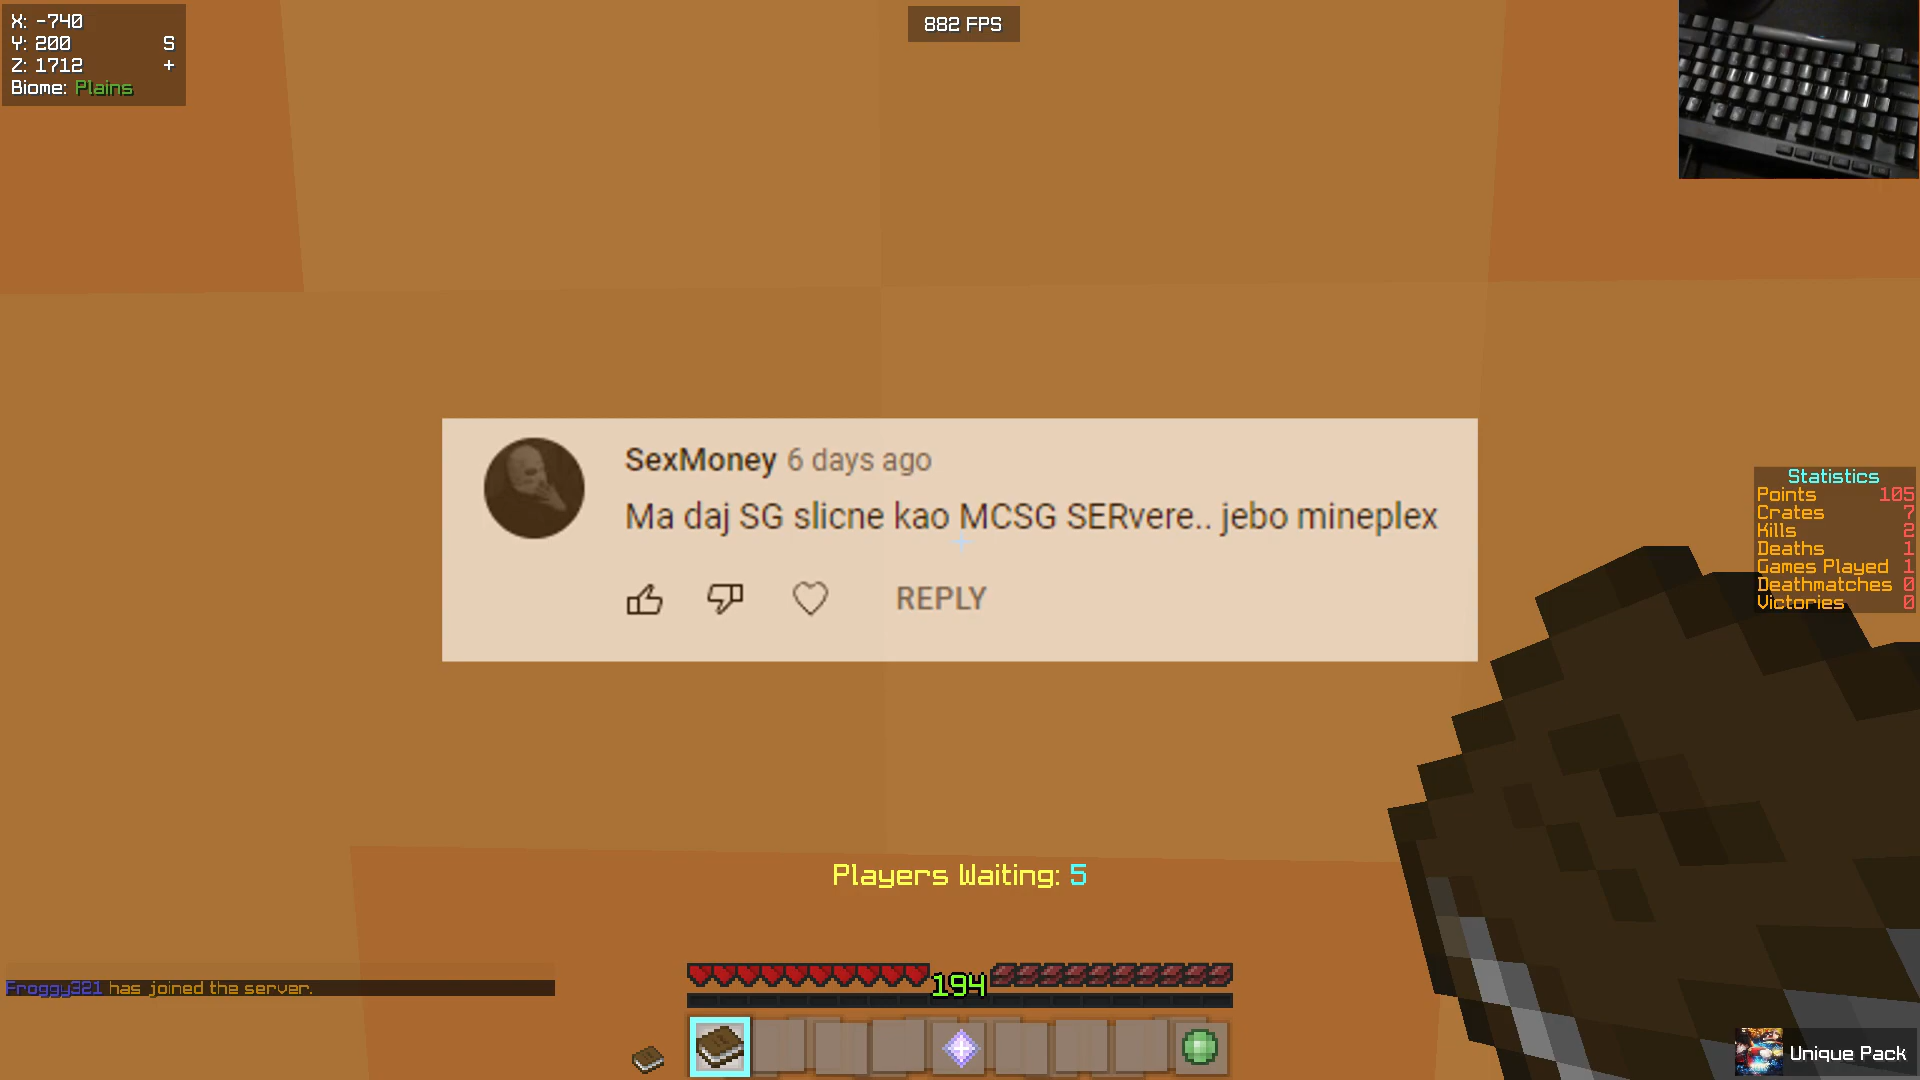 X: -740
Y: 200 S
Z: 1712 +
Biome: Plains
882 FPS
SexMoney 6 days ago
Ma daj SG slicne kao MCSG SERvere.. jebo mineplex
REPLY
Statistics
Points 105
Crates 7
Kills 2
Deaths 1
Games Played 1
Deathmatches 0
Victories 0
Players Waiting: 5
Froggy321 has joined the server.
194
Unique Pack